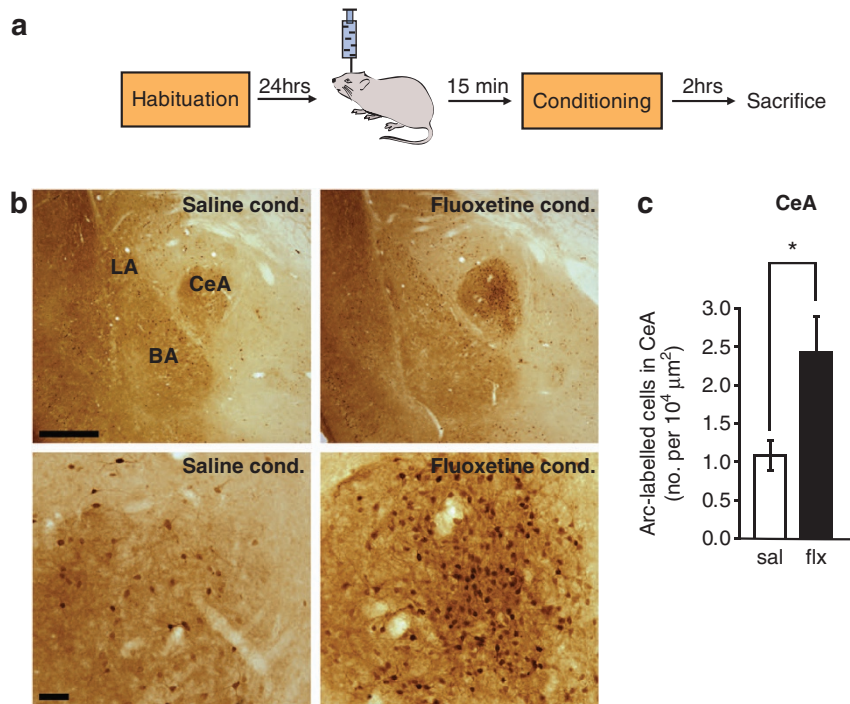 a
Habituation
24hrs
15 min
Conditioning
2hrs
Sacrifice
b
Saline cond.
LA
CeA
BA
Fluoxetine cond.
Saline cond.
Fluoxetine cond.
c
CeA
*
Arc-labelled cells in CeA
(no. per 10⁴ μm²)
3.0
2.5
2.0
1.5
1.0
0.5
0.0
sal flx